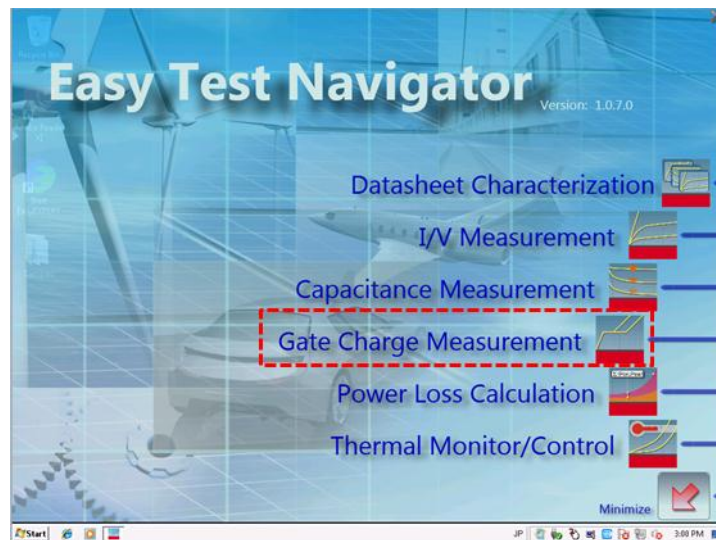 Easy Test Navigator
Version: 1.0.7.0
Datasheet Characterization
I/V Measurement
Capacitance Measurement
Gate Charge Measurement
Power Loss Calculation
Thermal Monitor/Control
Minimize
Start
JP
3:00 PM